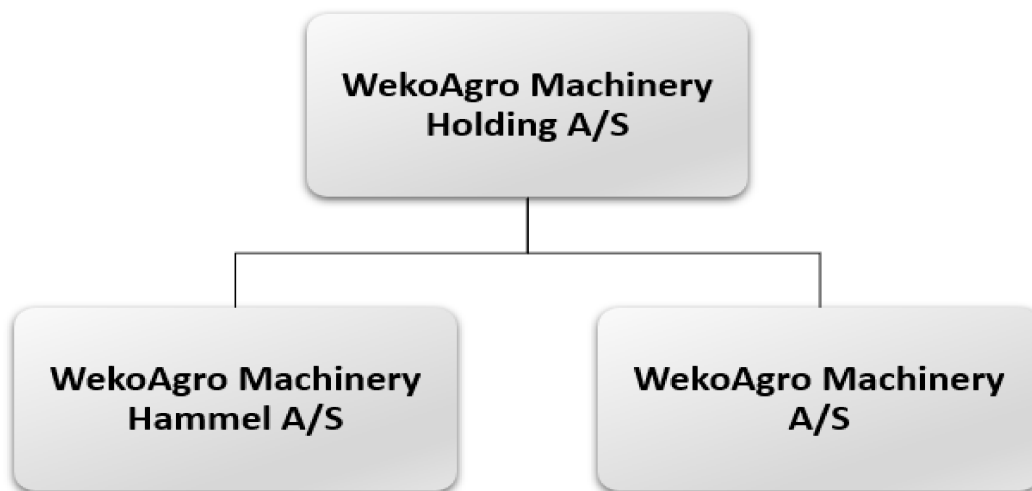 WekoAgro Machinery
Holding A/S
WekoAgro Machinery
Hammel A/S
WekoAgro Machinery
A/S